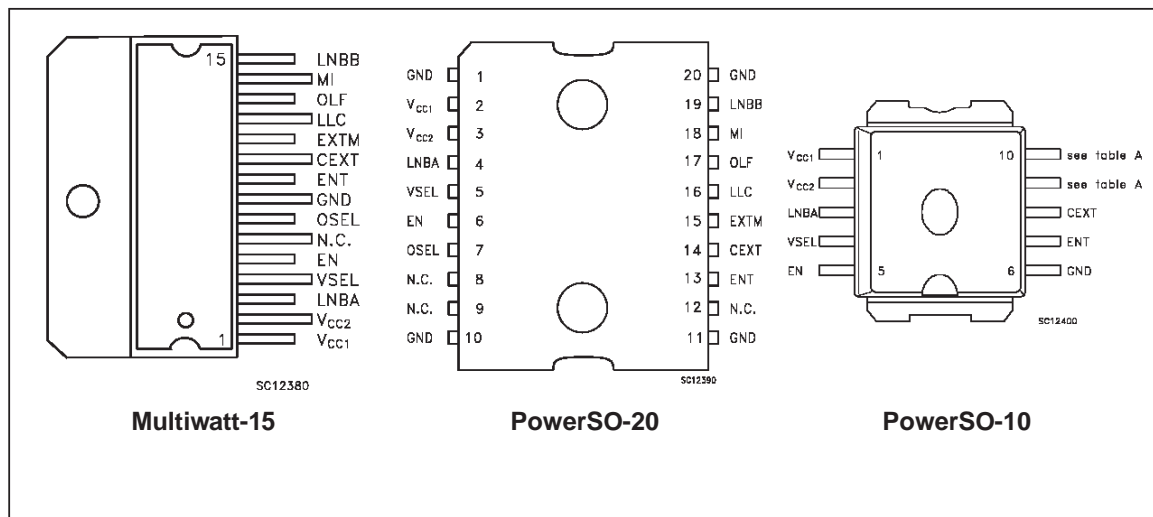 15 LNBB
MI
OLF
LLC
EXTM
CEXT
ENT
GND
OSEL
N.C.
EN
VSEL
LNBA
VCC2
1 VCC1
SC12380
Multiwatt-15
GND 1 20 GND
VCC1 2 19 LNBB
VCC2 3 18 MI
LNBA 4 17 OLF
VSEL 5 16 LLC
EN 6 15 EXTM
OSEL 7 14 CEXT
N.C. 8 13 ENT
N.C. 9 12 N.C.
GND 10 11 GND
SC12390
PowerSO-20
VCC1 1 10 see table A
VCC2 see table A
LNBA CEXT
VSEL ENT
EN 5 6 GND
SC12400
PowerSO-10